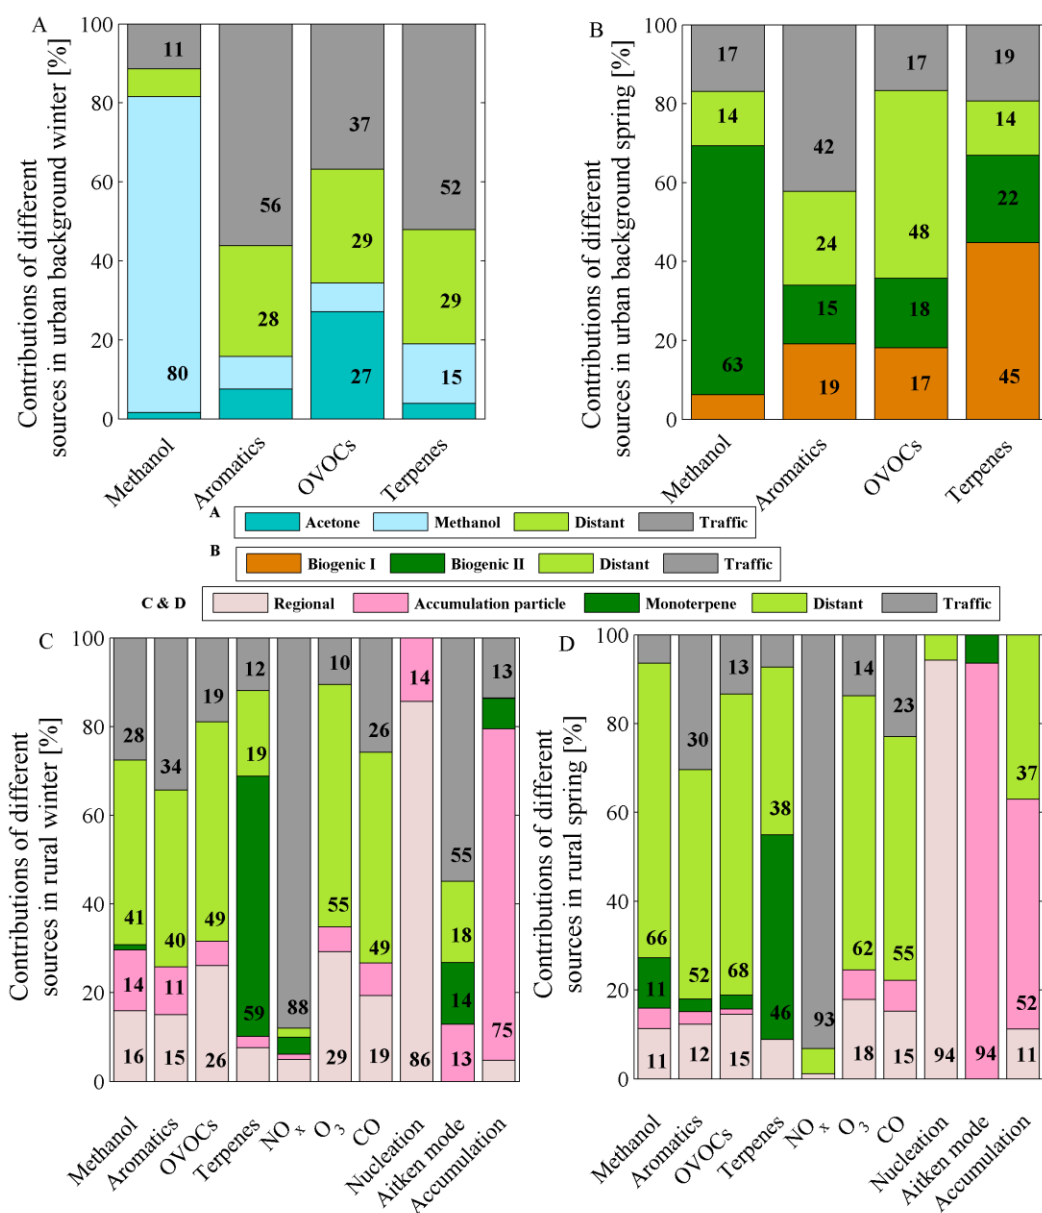 A
Contributions of different
sources in urban background winter [%]
100
80
60
40
20
0
11
80
56
28
37
29
27
52
29
15
Methanol
Aromatics
OVOCs
Terpenes
B
Contributions of different
sources in urban background spring [%]
100
80
60
40
20
0
17
14
63
42
24
15
19
17
48
18
17
19
14
22
45
Methanol
Aromatics
OVOCs
Terpenes
A Acetone Methanol Distant Traffic
B Biogenic I Biogenic II Distant Traffic
C & D Regional Accumulation particle Monoterpene Distant Traffic
C
Contributions of different
sources in rural winter [%]
100
80
60
40
20
0
28
41
14
16
34
40
11
15
19
49
26
12
19
59
88
10
55
29
26
49
19
14
86
55
18
14
13
13
75
Methanol
Aromatics
OVOCs
Terpenes
NOx
O3
CO
Nucleation
Aitken mode
Accumulation
D
Contributions of different
sources in rural spring [%]
100
80
60
40
20
0
66
11
11
30
52
12
13
68
15
38
46
93
14
62
18
23
55
15
94
94
37
52
11
Methanol
Aromatics
OVOCs
Terpenes
NOx
O3
CO
Nucleation
Aitken mode
Accumulation